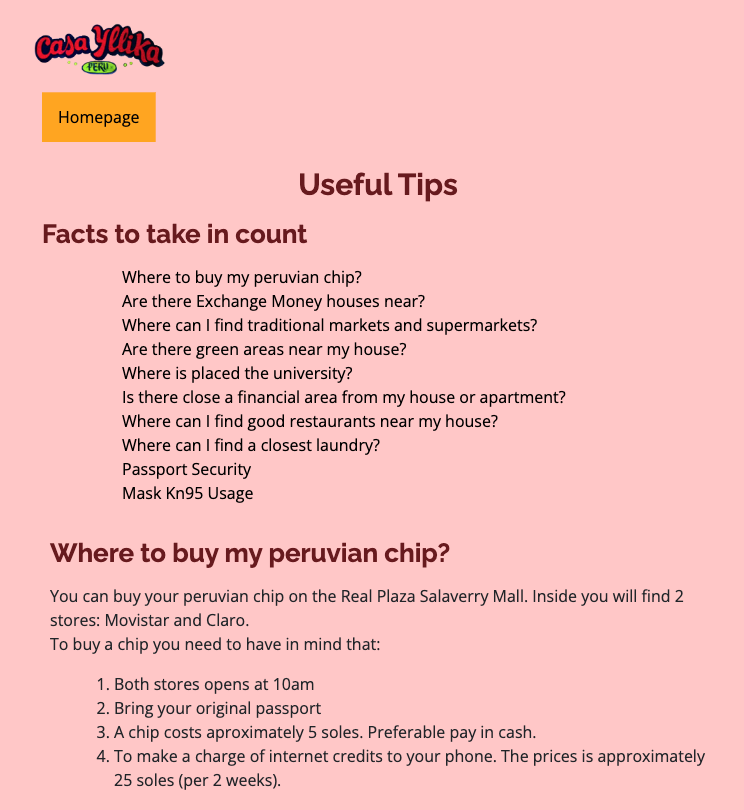 Casa Yllika
PERU
Homepage
Useful Tips
Facts to take in count
Where to buy my peruvian chip?
Are there Exchange Money houses near?
Where can I find traditional markets and supermarkets?
Are there green areas near my house?
Where is placed the university?
Is there close a financial area from my house or apartment?
Where can I find good restaurants near my house?
Where can I find a closest laundry?
Passport Security
Mask Kn95 Usage
Where to buy my peruvian chip?
You can buy your peruvian chip on the Real Plaza Salaverry Mall. Inside you will find 2
stores: Movistar and Claro.
To buy a chip you need to have in mind that:
1. Both stores opens at 10am
2. Bring your original passport
3. A chip costs aproximately 5 soles. Preferable pay in cash.
4. To make a charge of internet credits to your phone. The prices is approximately
25 soles (per 2 weeks).